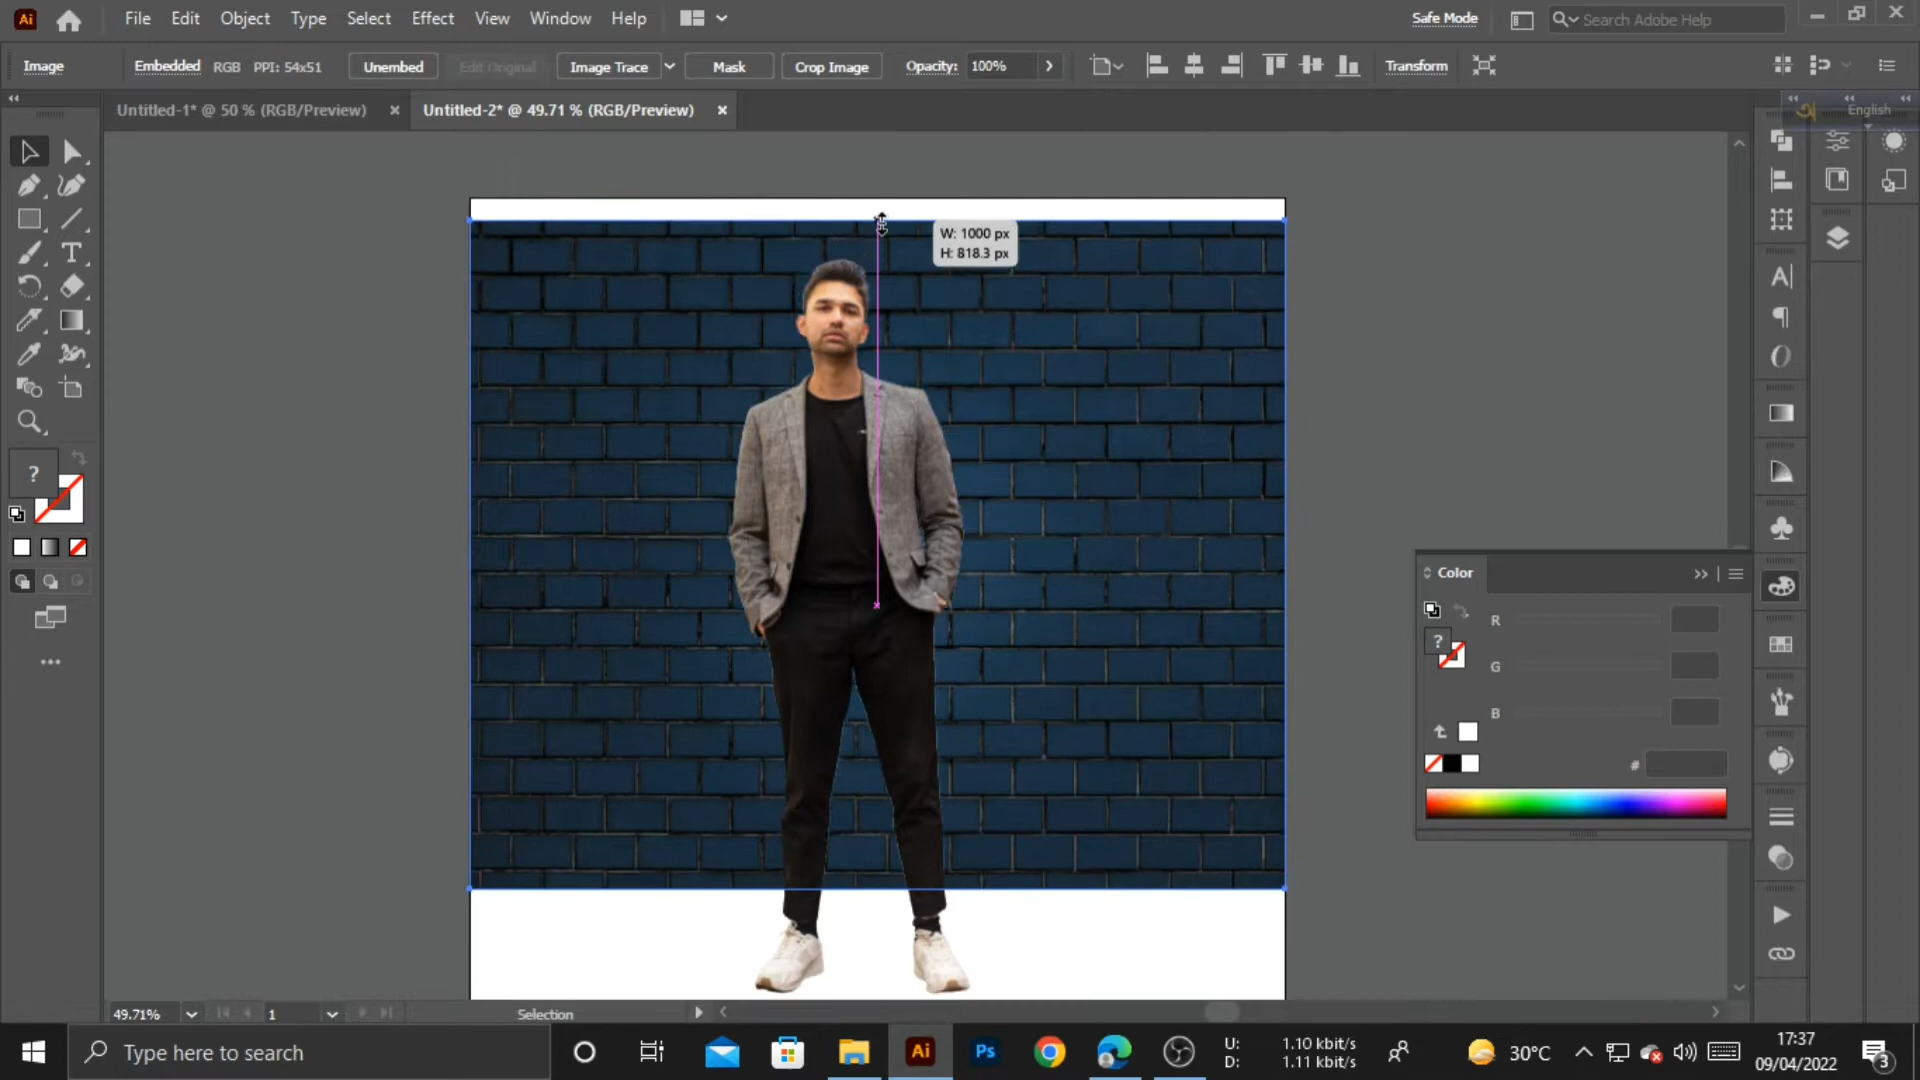 Ai File Edit Object Type Select Effect View Window Help Safe Mode Search Adobe Help
Image Embedded RGB PPI: 54x51 Unembed Edit Original Image Trace Mask Crop Image Opacity: 100% Transform
Untitled-1* @ 50 % (RGB/Preview) Untitled-2* @ 49.71 % (RGB/Preview) English
W: 1000 px
H: 818.3 px
?
Color
R
?
G
B
#
49.71% 1 Selection
Type here to search Ai Ps U: 1.10 kbit/s 30°C 17:37
D: 1.11 kbit/s 09/04/2022 3